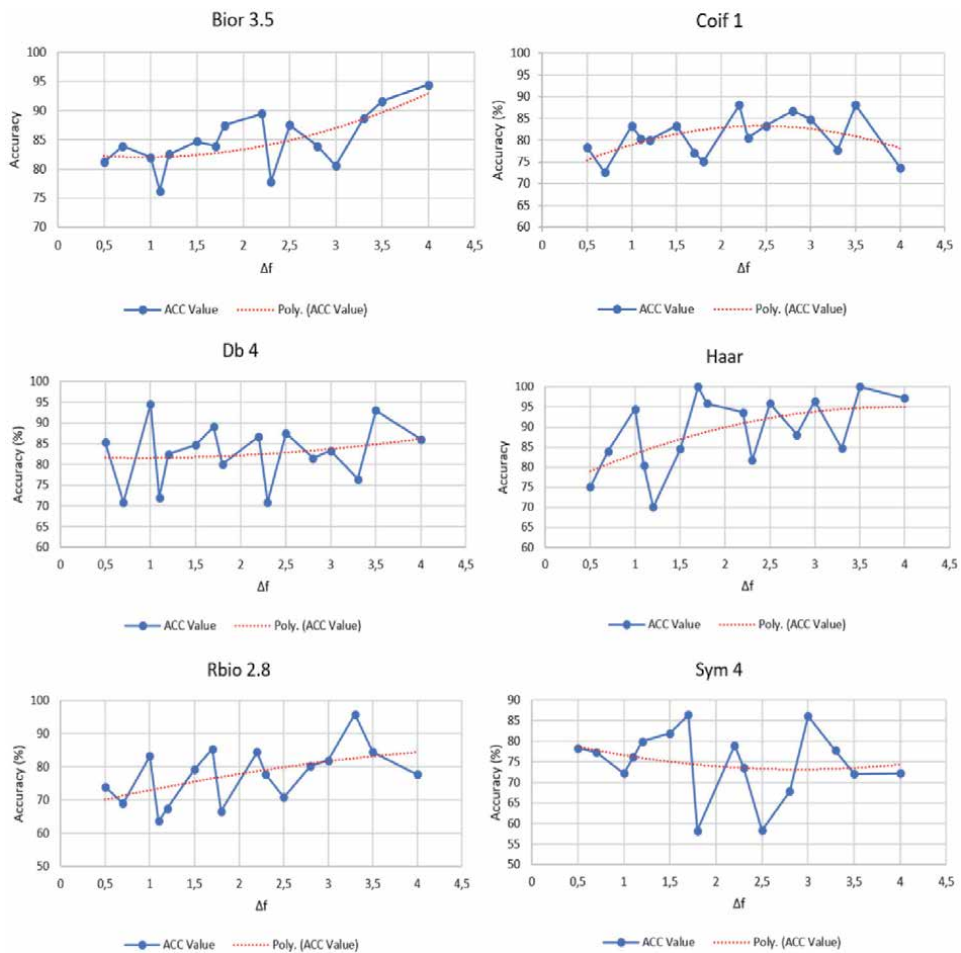 Bior 3.5
Accuracy
100
95
90
85
80
75
70
0 0,5 1 1,5 2 2,5 3 3,5 4 4,5
Δf
ACC Value Poly. (ACC Value)
Coif 1
Accuracy (%)
100
95
90
85
80
75
70
65
60
0 0,5 1 1,5 2 2,5 3 3,5 4 4,5
Δf
ACC Value Poly. (ACC Value)
Db 4
Accuracy (%)
100
95
90
85
80
75
70
65
60
0 0,5 1 1,5 2 2,5 3 3,5 4 4,5
Δf
ACC Value Poly. (ACC Value)
Haar
Accuracy
100
95
90
85
80
75
70
65
60
0 0,5 1 1,5 2 2,5 3 3,5 4 4,5
Δf
ACC Value Poly. (ACC Value)
Rbio 2.8
Accuracy (%)
100
90
80
70
60
50
0 0,5 1 1,5 2 2,5 3 3,5 4 4,5
Δf
ACC Value Poly. (ACC Value)
Sym 4
Accuracy (%)
90
85
80
75
70
65
60
55
50
0 0,5 1 1,5 2 2,5 3 3,5 4 4,5
Δf
ACC Value Poly. (ACC Value)